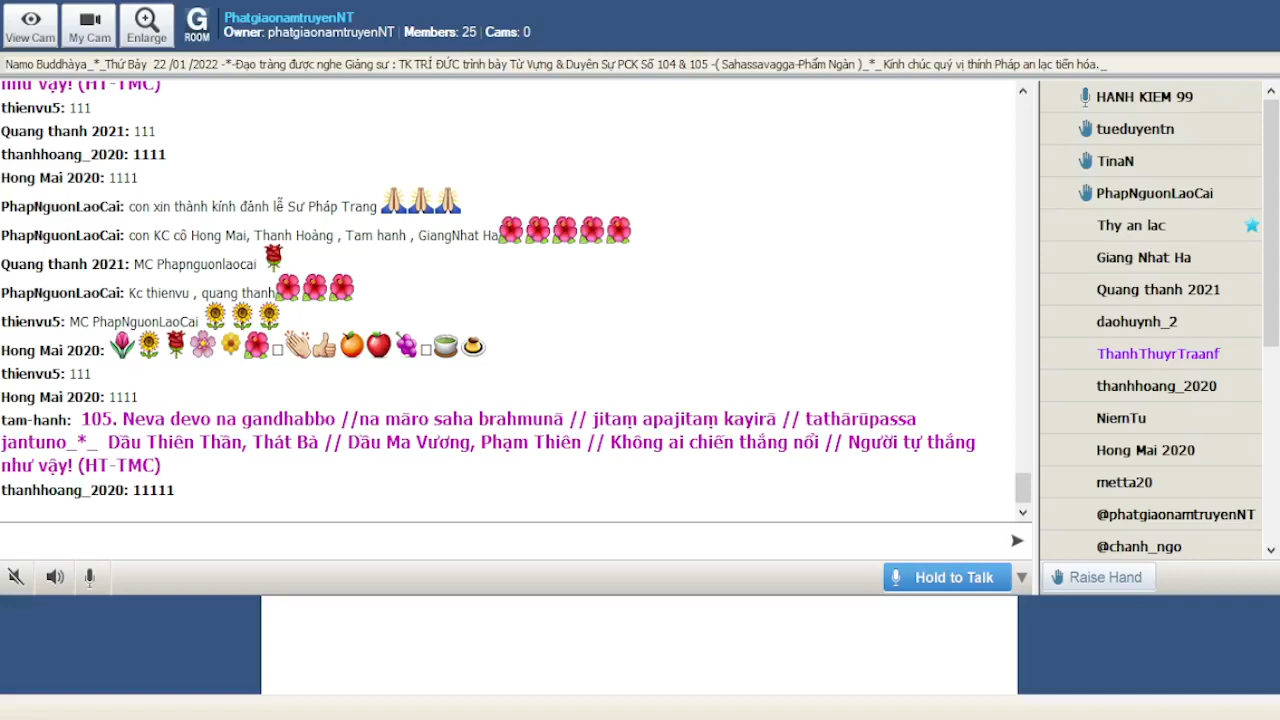 View Cam
My Cam
Enlarge
G
ROOM
PhatgiaonamtruyenNT
Owner: phatgiaonamtruyenNT | Members: 25 | Cams: 0
Namo Buddhàya_*_Thứ Bảy 22 /01 /2022 -*-Đạo tràng được nghe Giảng sư : TK TRÍ ĐỨC trình bày Từ Vựng & Duyên Sự PCK Số 104 & 105 -( Sahassavagga-Phẩm Ngàn )_*_ Kính chúc quý vị thính Pháp an lạc tiến hóa._
như vậy! (HT-TMC)
thienvu5: 111
Quang thanh 2021: 111
thanhhoang_2020: 1111
Hong Mai 2020: 1111
PhapNguonLaoCai: con xin thành kính đảnh lễ Sư Pháp Trang
PhapNguonLaoCai: con KC cô Hong Mai, Thanh Hoàng , Tam hanh , GiangNhat Ha
Quang thanh 2021: MC Phapnguonlaocai
PhapNguonLaoCai: Kc thienvu , quang thanh
thienvu5: MC PhapNguonLaoCai
Hong Mai 2020:
thienvu5: 111
Hong Mai 2020: 1111
tam-hanh: 105. Neva devo na gandhabbo //na māro saha brahmunā // jitaṃ apajitaṃ kayirā // tathārūpassa
jantuno_*_ Dầu Thiên Thần, Thát Bà // Dầu Ma Vương, Phạm Thiên // Không ai chiến thắng nổi // Người tự thắng
như vậy! (HT-TMC)
thanhhoang_2020: 11111
HANH KIEM 99
tueduyentn
TinaN
PhapNguonLaoCai
Thy an lac
Giang Nhat Ha
Quang thanh 2021
daohuynh_2
ThanhThuyrTraanf
thanhhoang_2020
NiemTu
Hong Mai 2020
metta20
@phatgiaonamtruyenNT
@chanh_ngo
Hold to Talk
Raise Hand